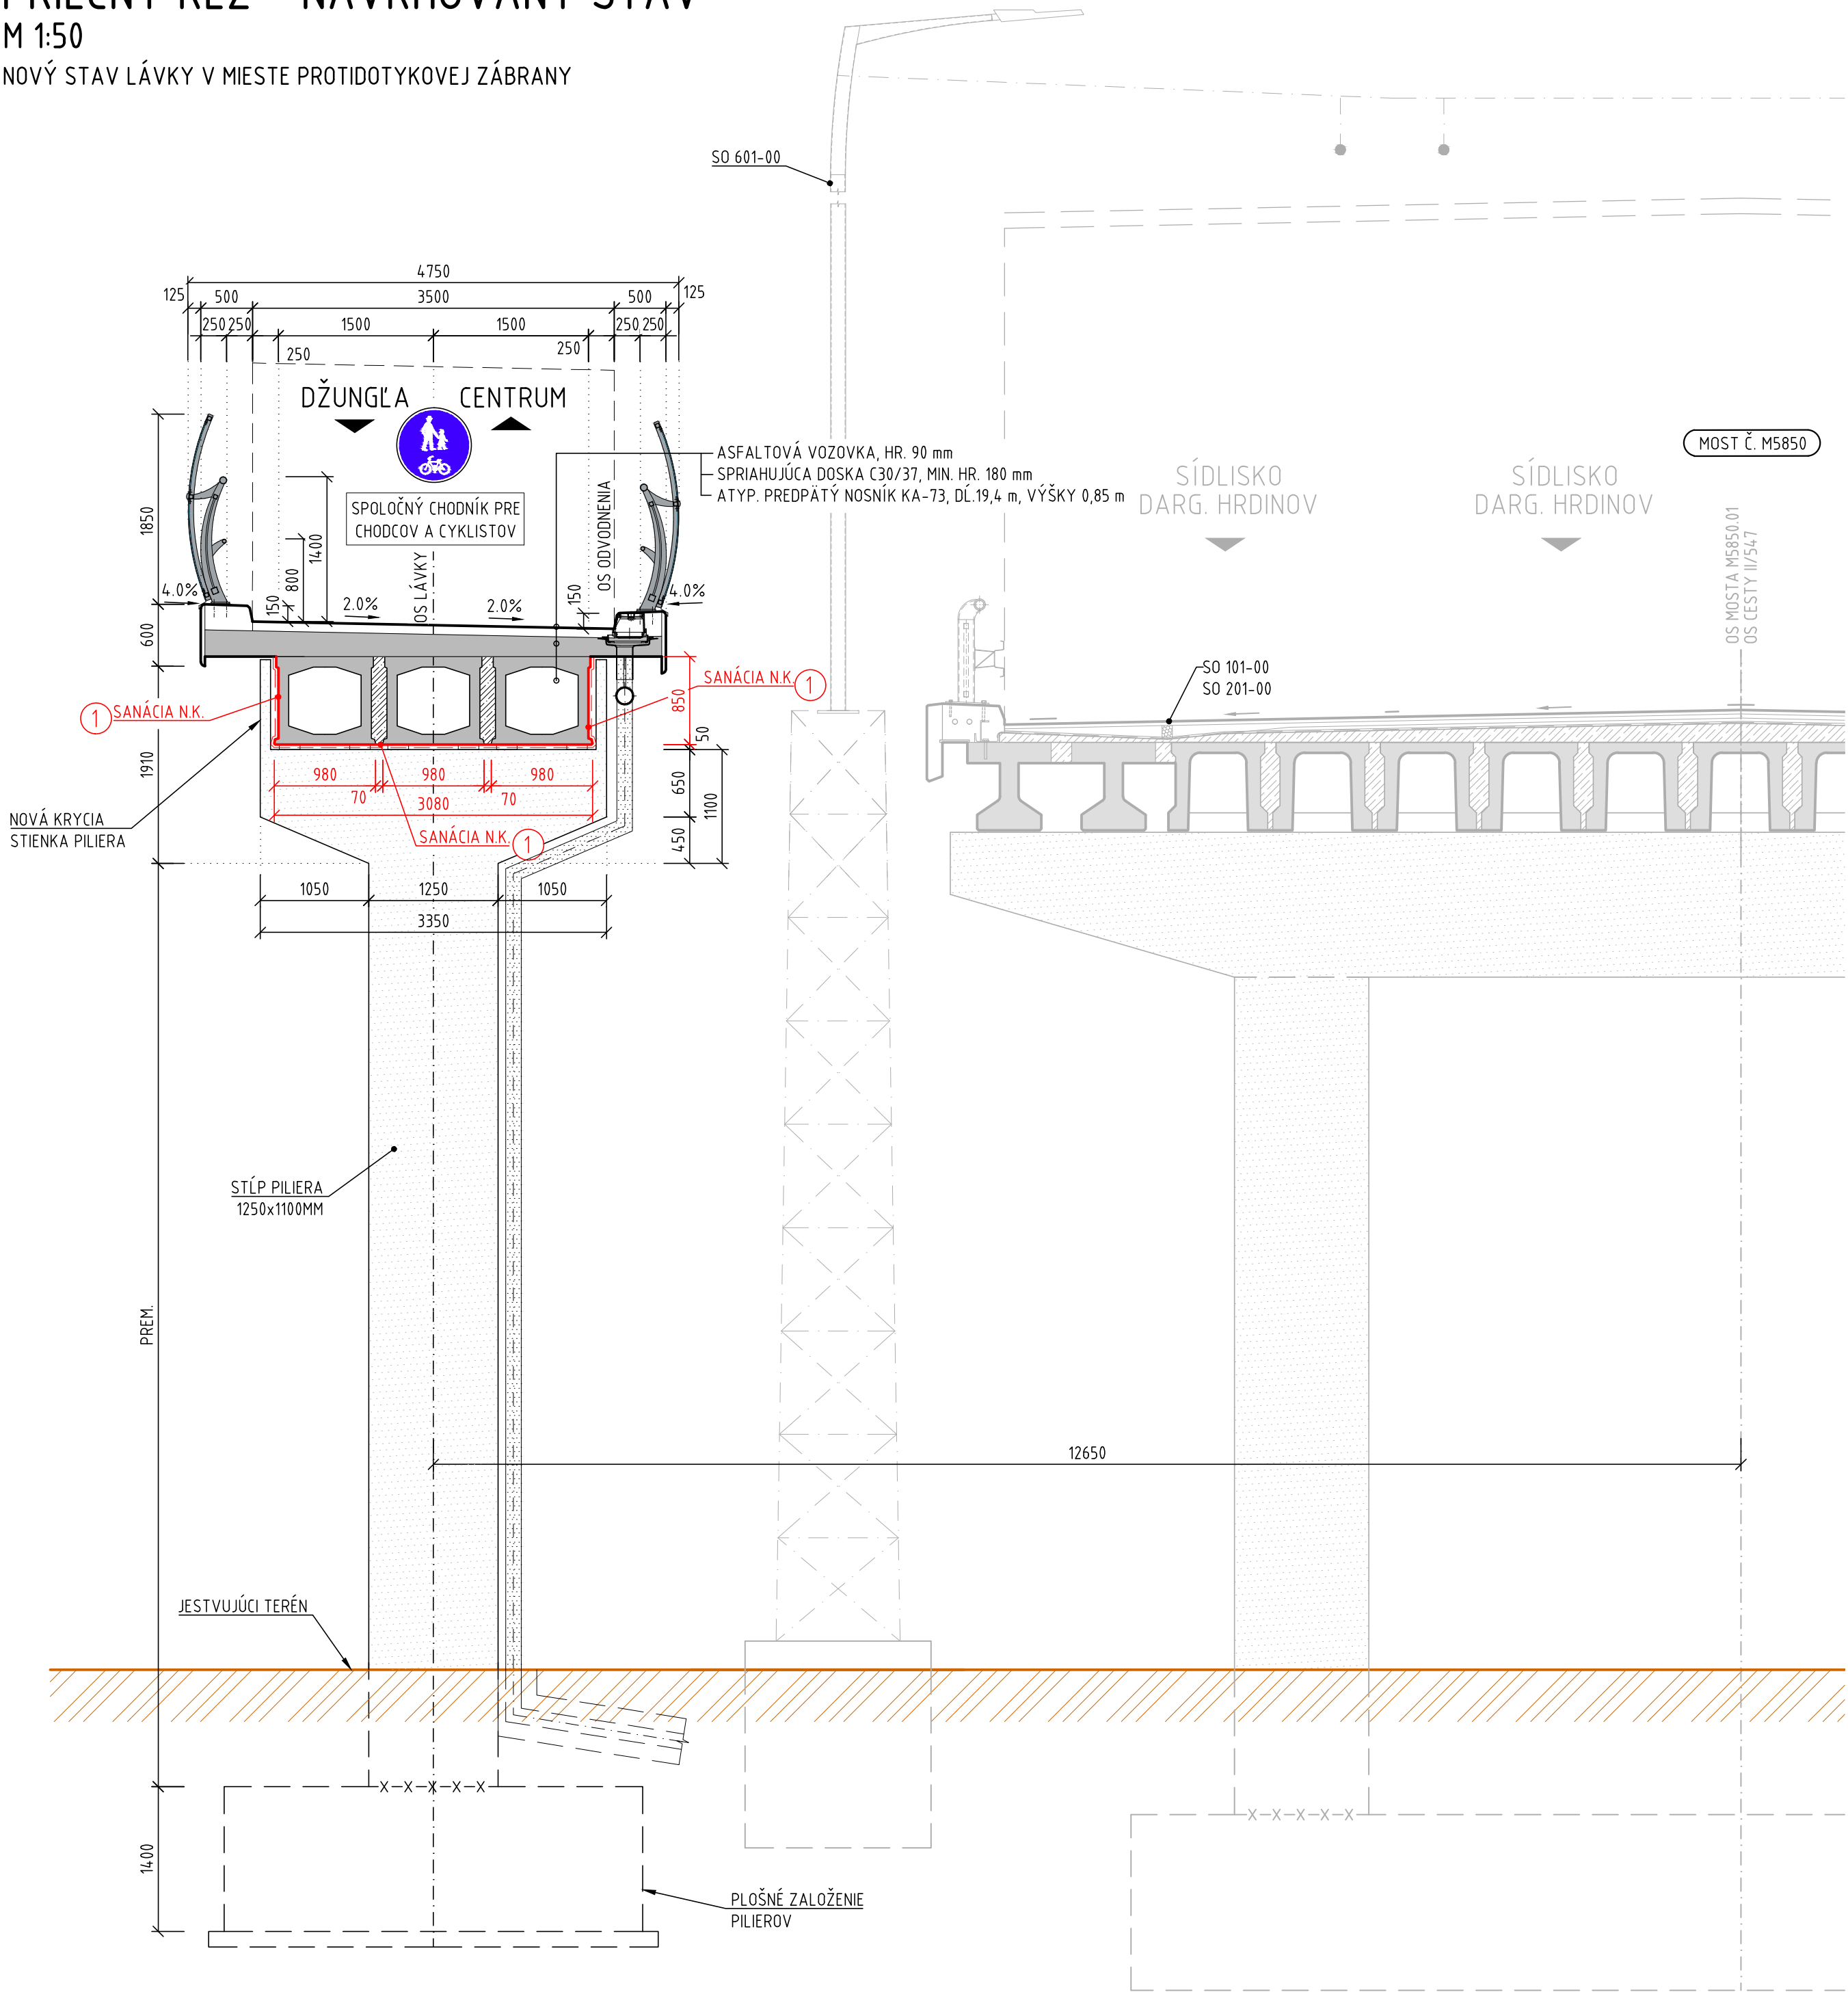 PRIEČNY REZ - NAVRHOVANÝ STAV
M 1:50
NOVÝ STAV LÁVKY V MIESTE PROTIDOTYKOVEJ ZÁBRANY
SO 601-00
4750
125
500
3500
500
125
250
250
1500
1500
250
250
250
250
DŽUNGĽA
CENTRUM
SPOLOČNÝ CHODNÍK PRE
CHODCOV A CYKLISTOV
ASFALTOVÁ VOZOVKA, HR. 90 mm
SPRIAHUJÚCA DOSKA C30/37, MIN. HR. 180 mm
ATYP. PREDPÄTÝ NOSNÍK KA-73, DĹ.19,4 m, VÝŠKY 0,85 m
MOST Č. M5850
SÍDLISKO
DARG. HRDINOV
SÍDLISKO
DARG. HRDINOV
OS MOSTA M5850.01
OS CESTY II/547
1850
1400
800
150
OS LÁVKY
OS ODVODNENIA
150
4.0%
2.0%
2.0%
4.0%
600
SO 101-00
SO 201-00
SANÁCIA N.K.
1
850
1
SANÁCIA N.K.
50
1910
980
980
980
70
70
3080
650
1100
450
NOVÁ KRYCIA
STIENKA PILIERA
SANÁCIA N.K.
1
1050
1250
1050
3350
STĹP PILIERA
1250x1100MM
PREM.
12650
JESTVUJÚCI TERÉN
X-X-X-X-X
X-X-X-X-X
1400
PLOŠNÉ ZALOŽENIE
PILIEROV